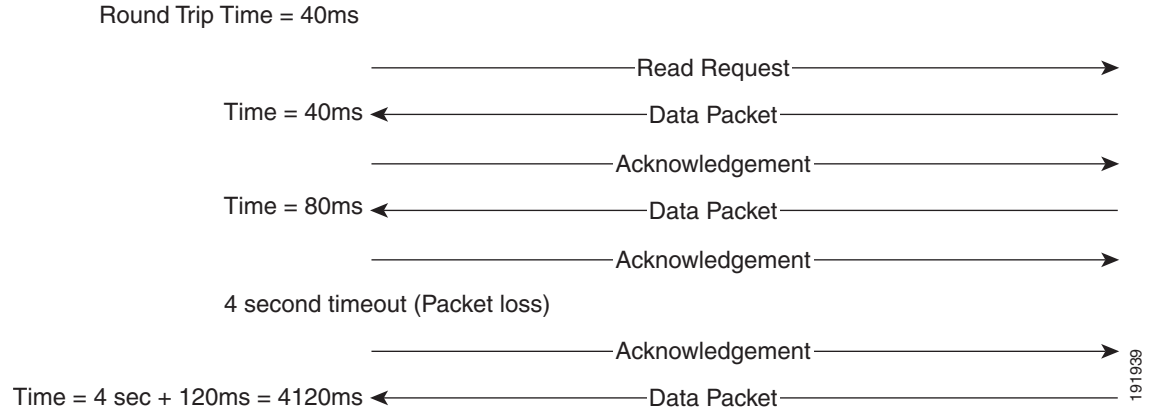 Round Trip Time = 40ms
Read Request
Time = 40ms
Data Packet
Acknowledgement
Time = 80ms
Data Packet
Acknowledgement
4 second timeout (Packet loss)
Acknowledgement
Time = 4 sec + 120ms = 4120ms
Data Packet
191939